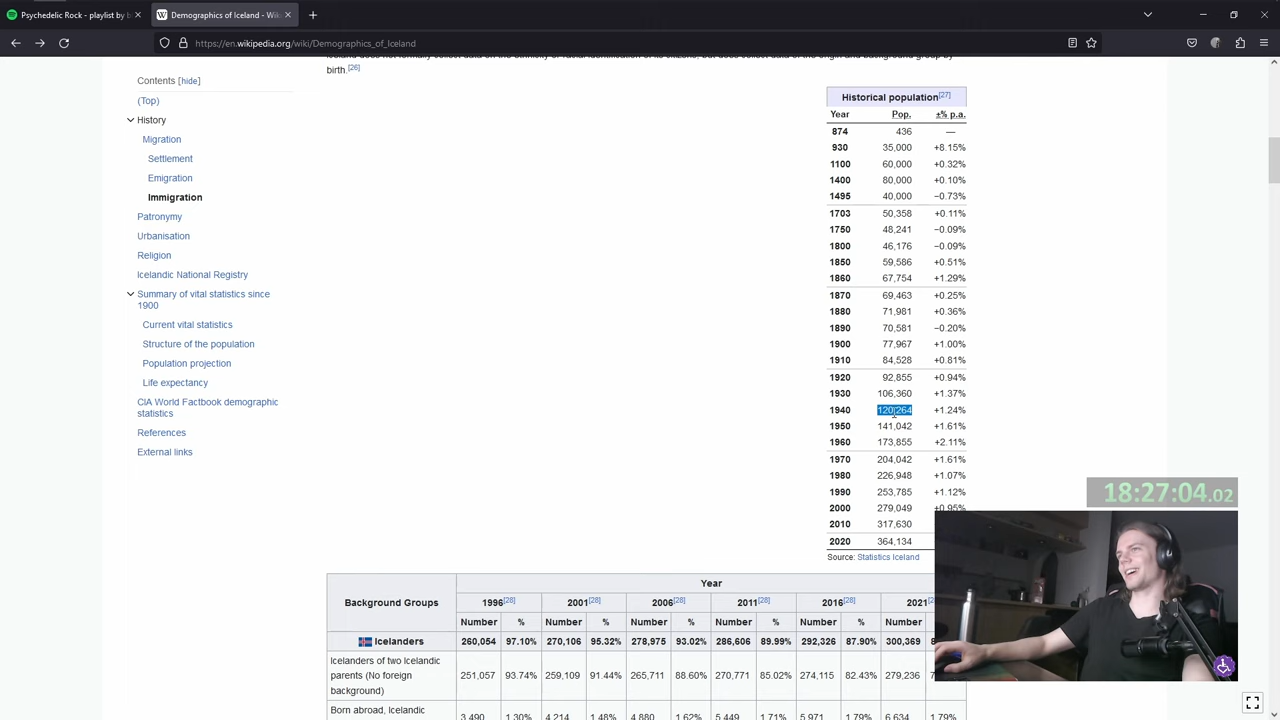 Psychedelic Rock - playlist by b
Demographics of Iceland - Wiki
https://en.wikipedia.org/wiki/Demographics_of_Iceland
birth.[26]
Contents [hide]
(Top)
History
Migration
Settlement
Emigration
Immigration
Patronymy
Urbanisation
Religion
Icelandic National Registry
Summary of vital statistics since
1900
Current vital statistics
Structure of the population
Population projection
Life expectancy
CIA World Factbook demographic
statistics
References
External links
Historical population[27]
Year Pop. ±% p.a.
874 436 —
930 35,000 +8.15%
1100 60,000 +0.32%
1400 80,000 +0.10%
1495 40,000 −0.73%
1703 50,358 +0.11%
1750 48,241 −0.09%
1800 46,176 −0.09%
1850 59,586 +0.51%
1860 67,754 +1.29%
1870 69,463 +0.25%
1880 71,981 +0.36%
1890 70,581 −0.20%
1900 77,967 +1.00%
1910 84,528 +0.81%
1920 92,855 +0.94%
1930 106,360 +1.37%
1940 120,264 +1.24%
1950 141,042 +1.61%
1960 173,855 +2.11%
1970 204,042 +1.61%
1980 226,948 +1.07%
1990 253,785 +1.12%
2000 279,049 +0.95%
2010 317,630
2020 364,134
Source: Statistics Iceland
18:27:04.02
Background Groups Year
1996[28] 2001[28] 2006[28] 2011[28] 2016[28] 2021[28
Number % Number % Number % Number % Number % Number
Icelanders 260,054 97.10% 270,106 95.32% 278,975 93.02% 286,606 89.99% 292,326 87.90% 300,369
Icelanders of two Icelandic
parents (No foreign
background)
251,057 93.74% 259,109 91.44% 265,711 88.60% 270,771 85.02% 274,115 82.43% 279,236
Born abroad, Icelandic
3,490 1.30% 4,214 1.48% 4,880 1.62% 5,449 1.71% 5,971 1.79% 6,634 1.79%